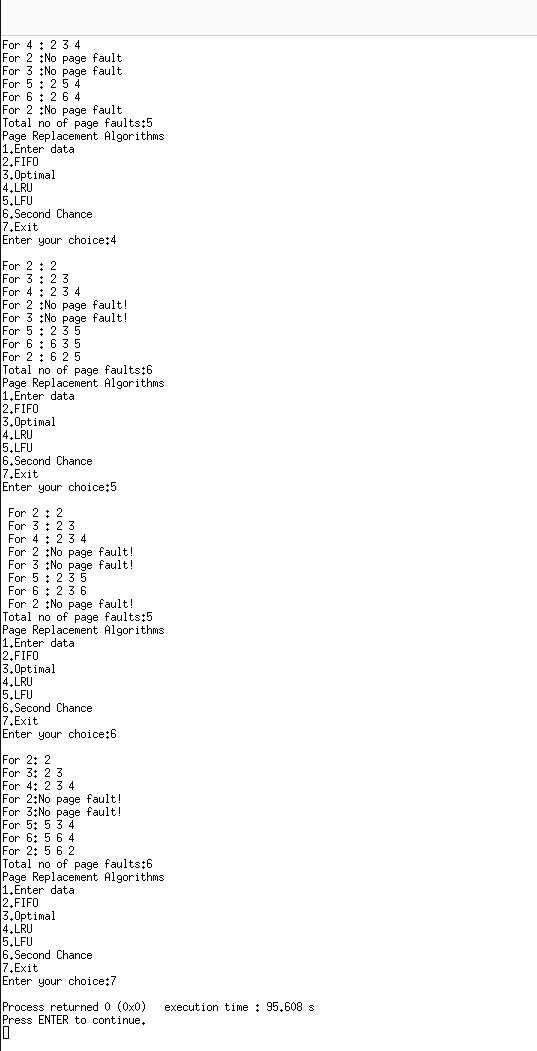 For 4 : 2 3 4
For 2 :No page fault
For 3 :No page fault
For 5 : 2 5 4
For 6 : 2 6 4
For 2 :No page fault
Total no of page faults:5
Page Replacement Algorithms
1.Enter data
2.FIFO
3.Optimal
4.LRU
5.LFU
6.Second Chance
7.Exit
Enter your choice:4
For 2 : 2
For 3 : 2 3
For 4 : 2 3 4
For 2 :No page fault!
For 3 :No page fault!
For 5 : 2 3 5
For 6 : 6 3 5
For 2 : 6 2 5
Total no of page faults:6
Page Replacement Algorithms
1.Enter data
2.FIFO
3.Optimal
4.LRU
5.LFU
6.Second Chance
7.Exit
Enter your choice:5
For 2 : 2
For 3 : 2 3
For 4 : 2 3 4
For 2 :No page fault!
For 3 :No page fault!
For 5 : 2 3 5
For 6 : 2 3 6
For 2 :No page fault!
Total no of page faults:5
Page Replacement Algorithms
1.Enter data
2.FIFO
3.Optimal
4.LRU
5.LFU
6.Second Chance
7.Exit
Enter your choice:6
For 2: 2
For 3: 2 3
For 4: 2 3 4
For 2:No page fault!
For 3:No page fault!
For 5: 5 3 4
For 6: 5 6 4
For 2: 5 6 2
Total no of page faults:6
Page Replacement Algorithms
1.Enter data
2.FIFO
3.Optimal
4.LRU
5.LFU
6.Second Chance
7.Exit
Enter your choice:7
Process returned 0 (0x0)   execution time : 95.608 s
Press ENTER to continue.